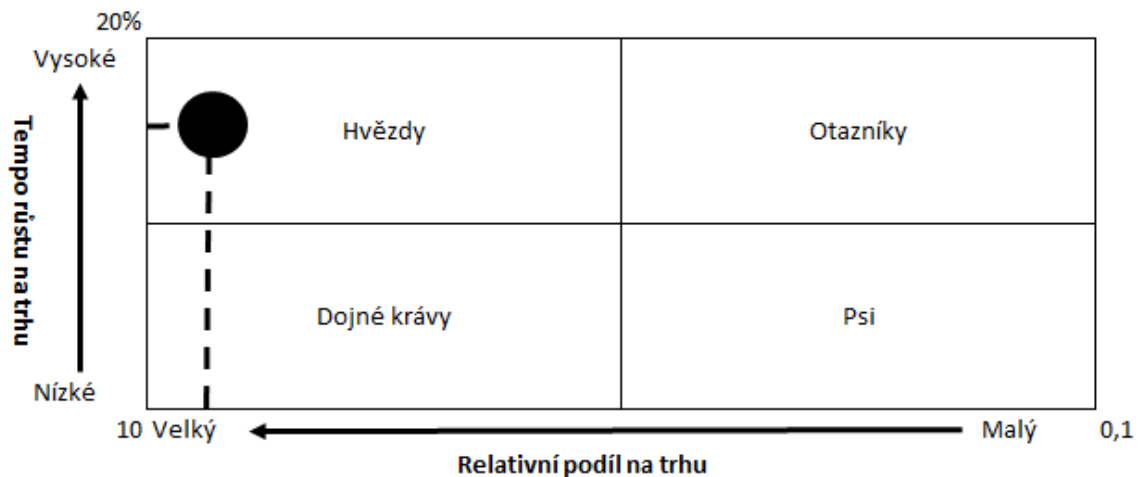 20%
Vysoké
Tempo růstu na trhu
Hvězdy
Otazníky
Dojné krávy
Psi
Nízké
10 Velký
Malý
0,1
Relativní podíl na trhu